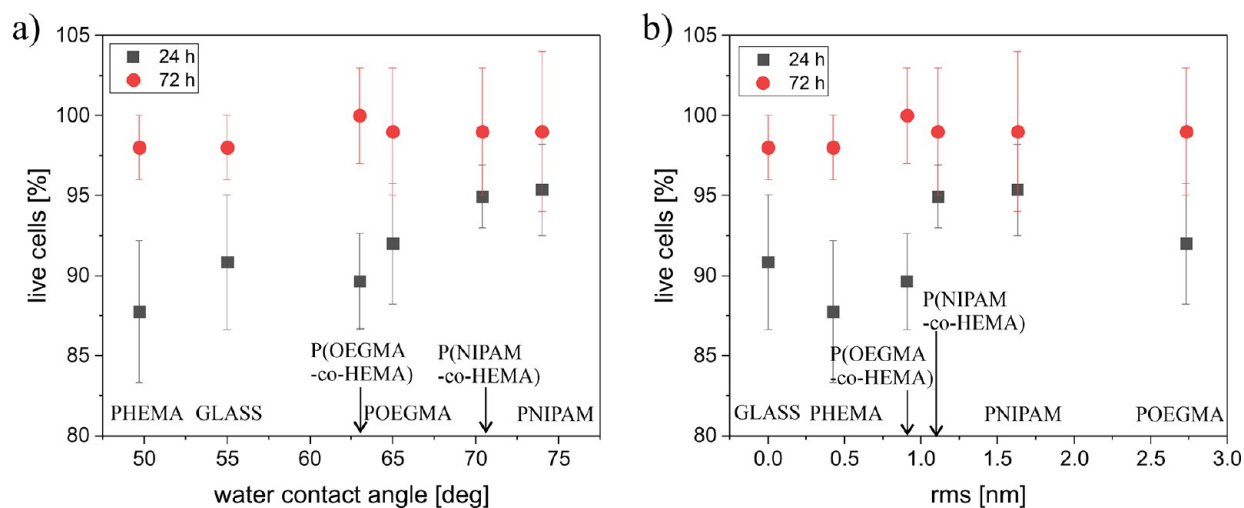 a)
24 h
72 h
live cells [%]
105
100
95
90
85
80
P(OEGMA
-co-HEMA)
P(NIPAM
-co-HEMA)
PHEMA
GLASS
POEGMA
PNIPAM
50
55
60
65
70
75
water contact angle [deg]
b)
24 h
72 h
live cells [%]
105
100
95
90
85
80
P(NIPAM
-co-HEMA)
P(OEGMA
-co-HEMA)
GLASS
PHEMA
PNIPAM
POEGMA
0.0
0.5
1.0
1.5
2.0
2.5
3.0
rms [nm]